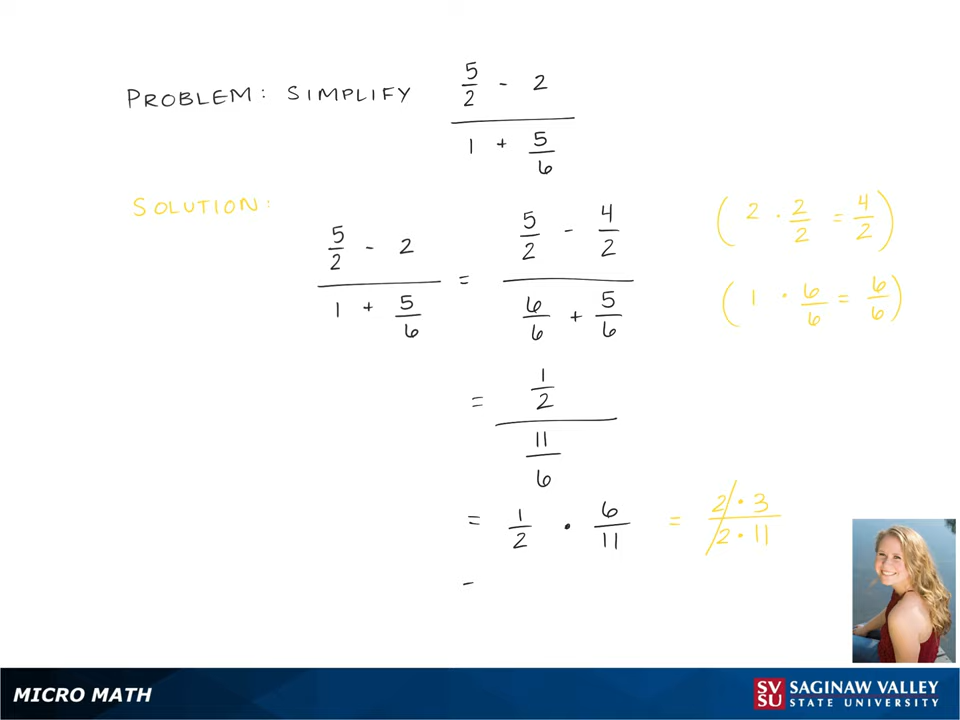 PROBLEM: SIMPLIFY (5/2 - 2)/(1 + 5/6)
SOLUTION:
(5/2 - 2)/(1 + 5/6) = (5/2 - 4/2)/(6/6 + 5/6)
(2 · 2/2 = 4/2)
(1 · 6/6 = 6/6)
= (1/2)/(11/6)
= 1/2 · 6/11 = (2 · 3)/(2 · 11)
-
MICRO MATH
SVSU SAGINAW VALLEY
STATE UNIVERSITY